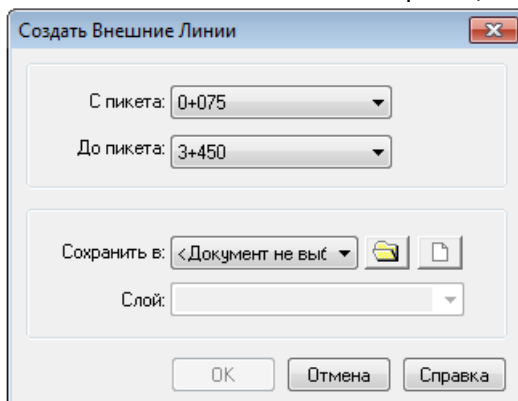 Создать Внешние Линии
С пикета: 0+075
До пикета: 3+450
Сохранить в: <Документ не выб
Слой:
OK Отмена Справка